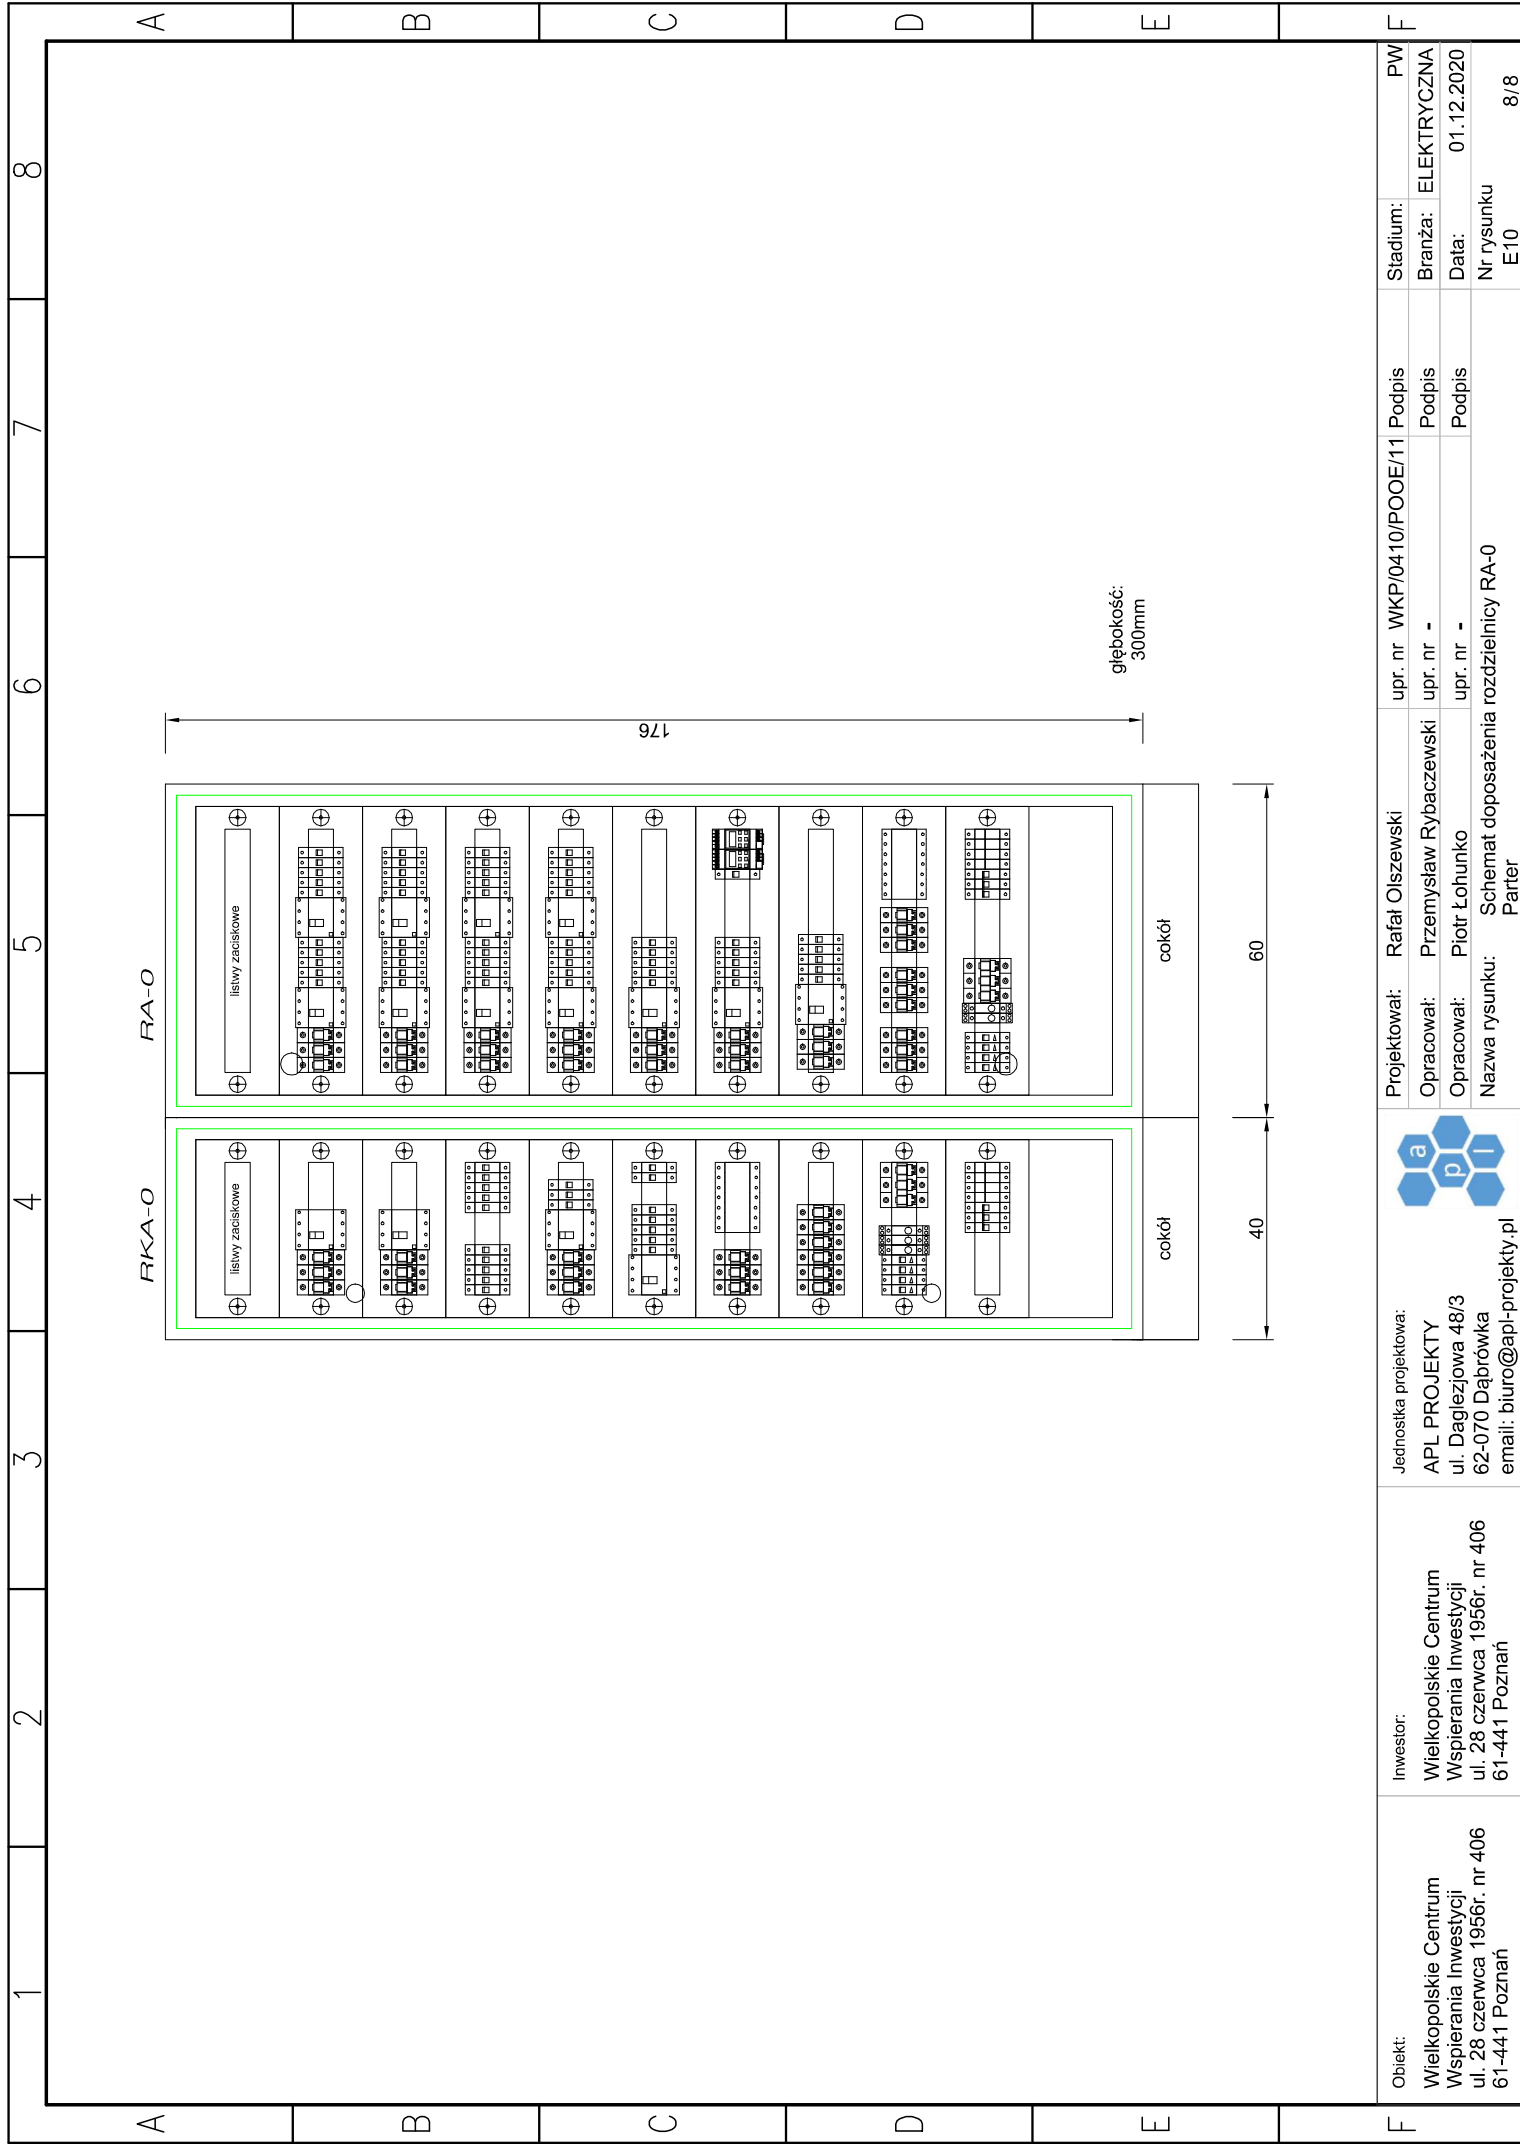 1 2 3 4 5 6 7 8
A
B
C
D
E
F
A
B
C
D
E
F
RKA-0
RA-0
listwy zaciskowe
listwy zaciskowe
cokół
cokół
40
60
176
głębokość:
300mm
Obiekt:
Wielkopolskie Centrum
Wspierania Inwestycji
ul. 28 czerwca 1956r. nr 406
61-441 Poznań
Inwestor:
Wielkopolskie Centrum
Wspierania Inwestycji
ul. 28 czerwca 1956r. nr 406
61-441 Poznań
Jednostka projektowa:
APL PROJEKTY
ul. Daglezjowa 48/3
62-070 Dąbrówka
email: biuro@apl-projekty.pl
apl
Projektował: Rafał Olszewski upr. nr WKP/0410/POOE/11 Podpis
Opracował: Przemysław Rybaczewski upr. nr - Podpis
Opracował: Piotr Łohunko upr. nr - Podpis
Nazwa rysunku: Schemat doposażenia rozdzielnicy RA-0
Parter
Stadium: PW
Branża: ELEKTRYCZNA
Data: 01.12.2020
Nr rysunku
E10 8/8